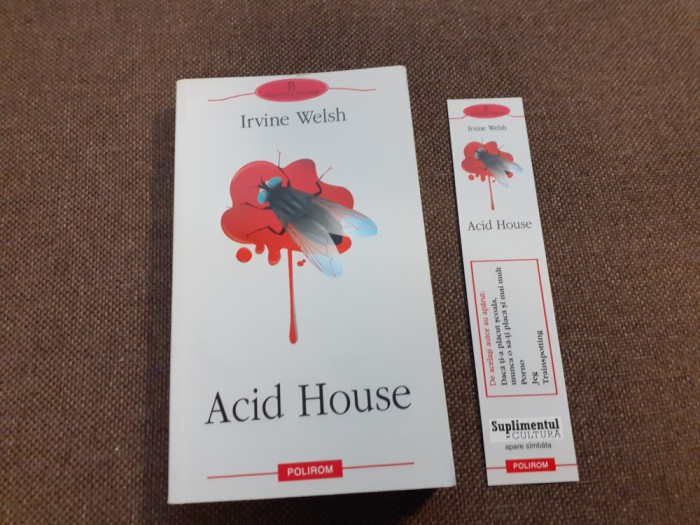 Irvine Welsh
Acid House
POLIROM
Irvine Welsh
Acid House
De același autor au apărut:
Dacă ți-a plăcut școala,
munca o să-ți placă și mai mult
Porno
Jeg
Trainspotting
Suplimentul
de CULTURĂ
apare sîmbăta
POLIROM